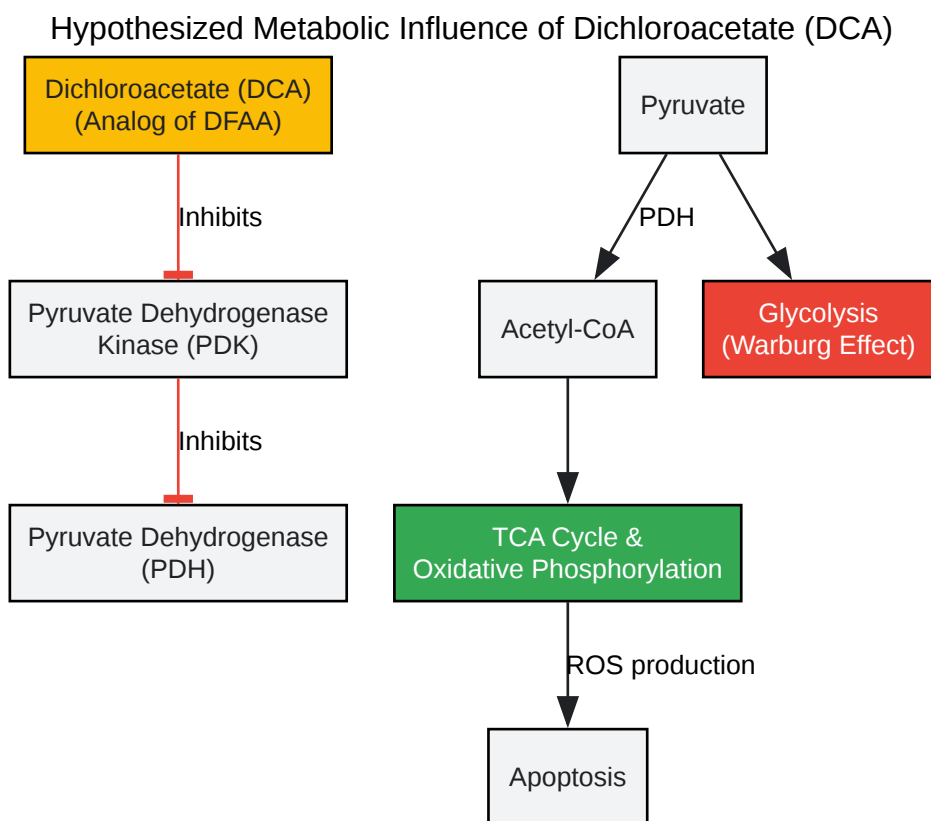 Hypothesized Metabolic Influence of Dichloroacetate (DCA)
Dichloroacetate (DCA)
(Analog of DFAA)
Inhibits
Pyruvate Dehydrogenase
Kinase (PDK)
Inhibits
Pyruvate Dehydrogenase
(PDH)
Pyruvate
PDH
Acetyl-CoA
Glycolysis
(Warburg Effect)
TCA Cycle &
Oxidative Phosphorylation
ROS production
Apoptosis